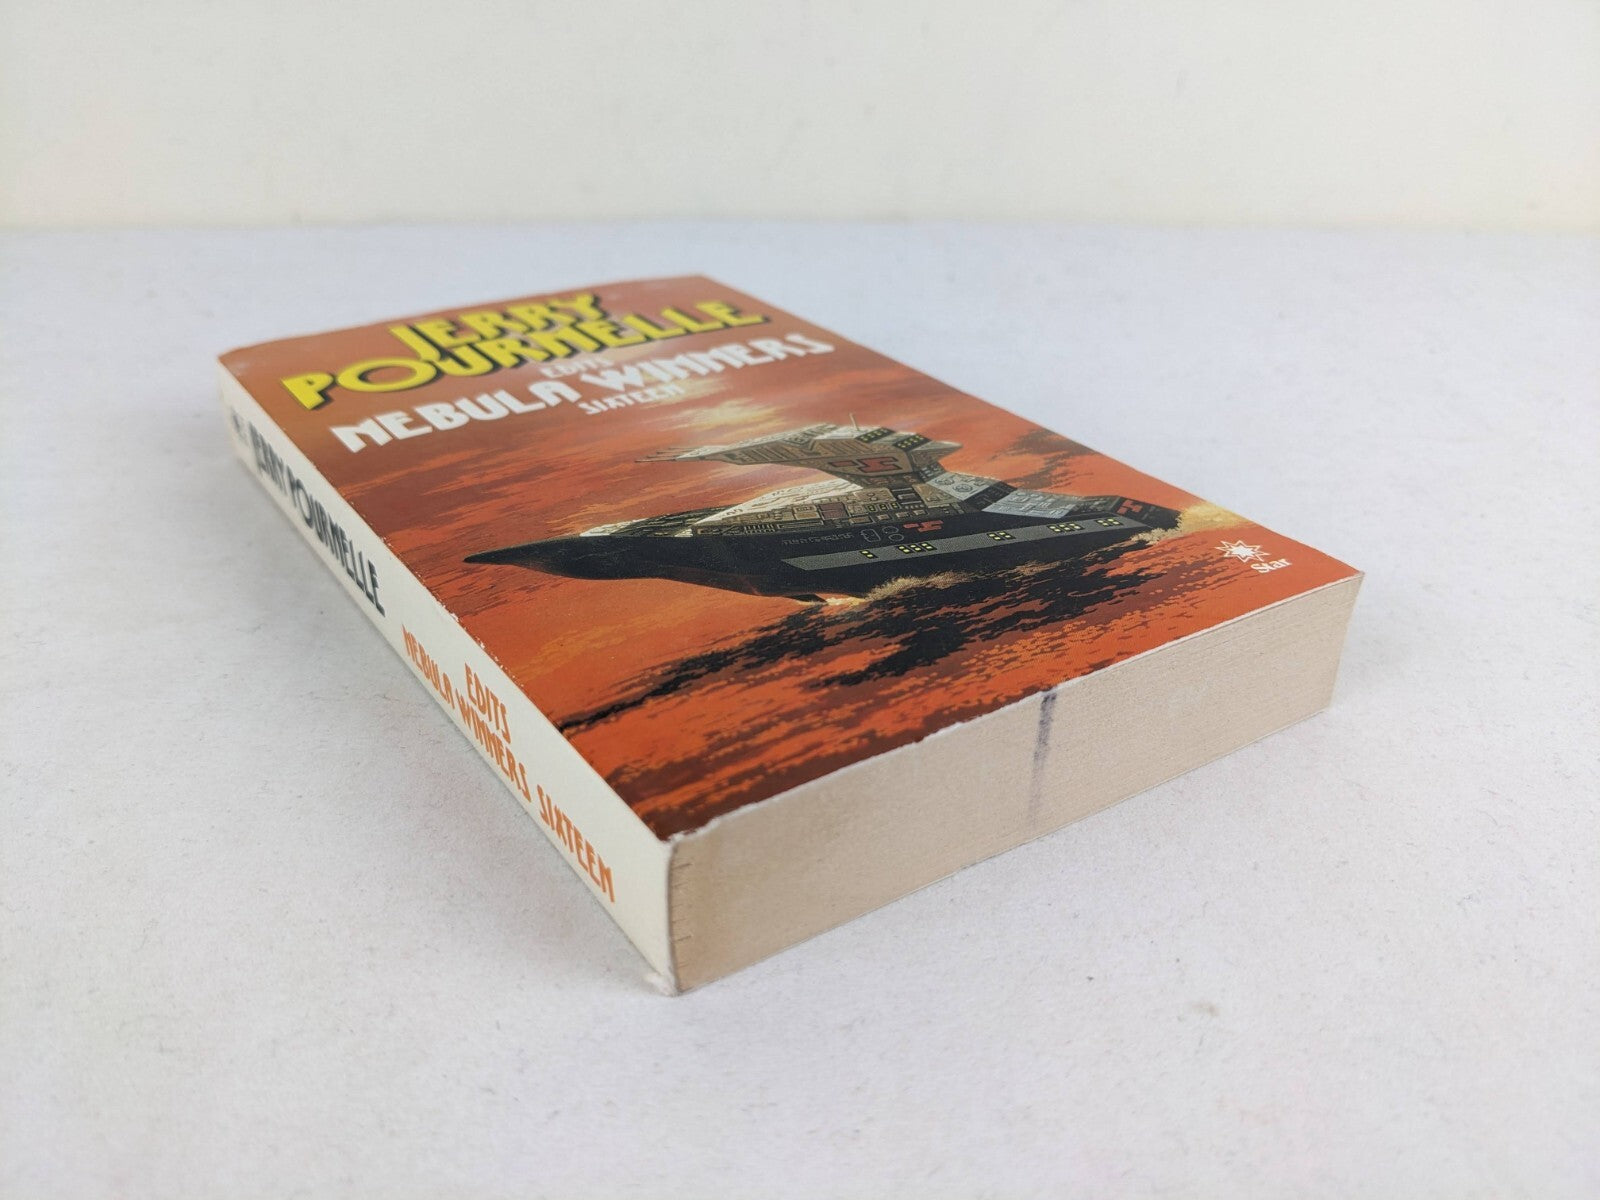 JERRY
POURNELLE
EDITS
NEBULA WINNERS
SIXTEEN
Star
JERRY POURNELLE
EDITS
NEBULA WINNERS SIXTEEN